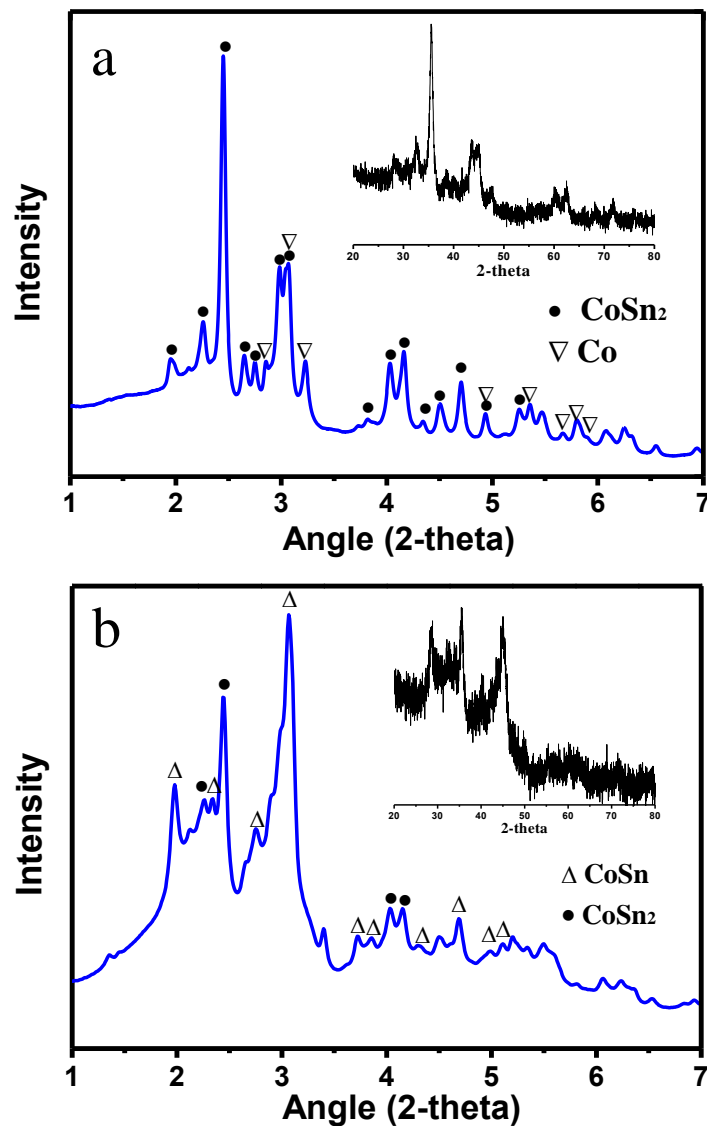 a
Intensity
20 30 40 50 60 70 80
2-theta
● CoSn₂
▽ Co
1 2 3 4 5 6 7
Angle (2-theta)
b
Intensity
20 30 40 50 60 70 80
2-theta
Δ CoSn
● CoSn₂
1 2 3 4 5 6 7
Angle (2-theta)